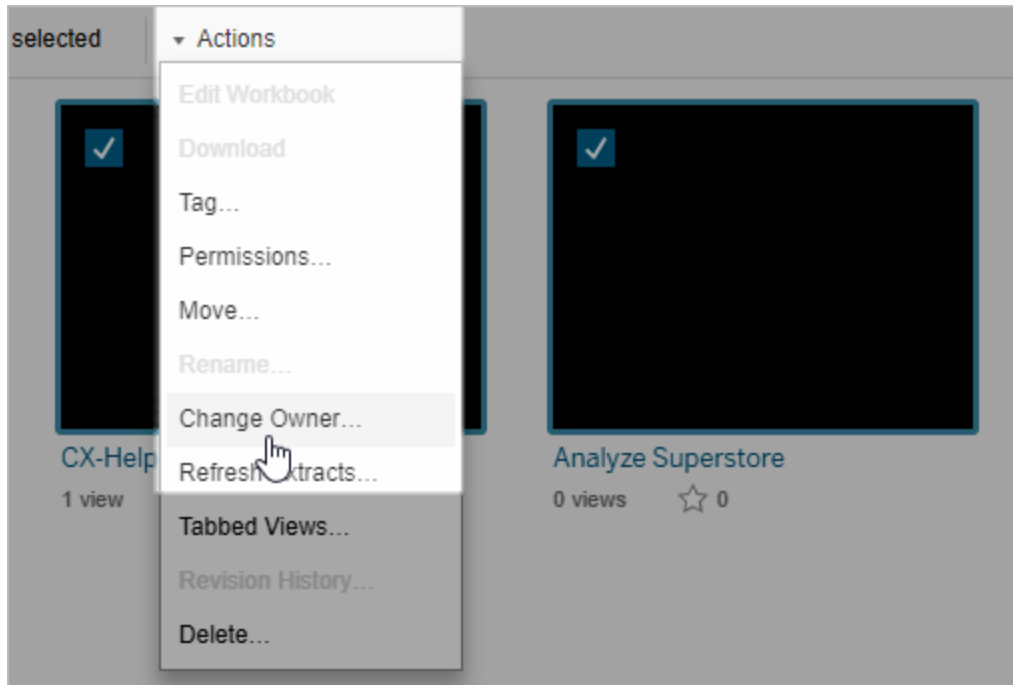 selected
Actions
Edit Workbook
Download
Tag...
Permissions...
Move...
Rename...
Change Owner...
Refresh
Tabbed Views...
Revision History...
Delete...
CX-Help
1 view
Analyze Superstore
0 views 0